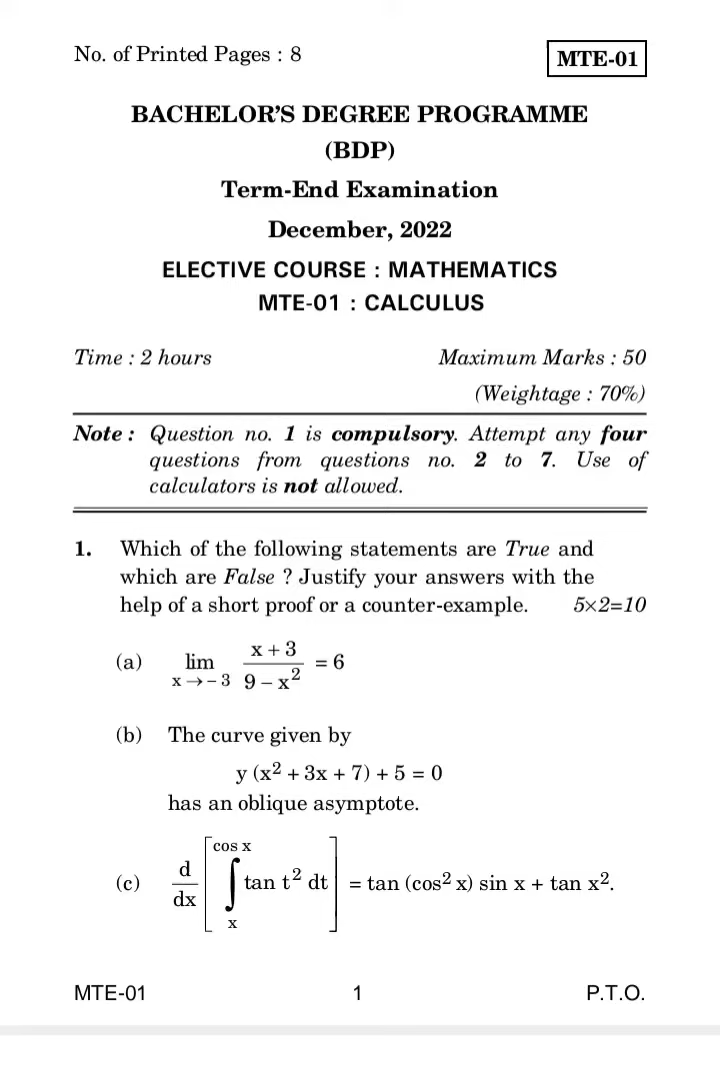 No. of Printed Pages : 8
MTE-01
BACHELOR'S DEGREE PROGRAMME
(BDP)
Term-End Examination
December, 2022
ELECTIVE COURSE : MATHEMATICS
MTE-01 : CALCULUS
Time : 2 hours
Maximum Marks : 50
(Weightage : 70%)
Note : Question no. 1 is compulsory. Attempt any four
questions from questions no. 2 to 7. Use of
calculators is not allowed.
1. Which of the following statements are True and
which are False ? Justify your answers with the
help of a short proof or a counter-example. 5×2=10
(a) lim x → – 3 (x + 3)/(9 – x²) = 6
(b) The curve given by
y (x² + 3x + 7) + 5 = 0
has an oblique asymptote.
(c) d/dx [ ∫ x cos x tan t² dt ] = tan (cos² x) sin x + tan x².
MTE-01 1 P.T.O.